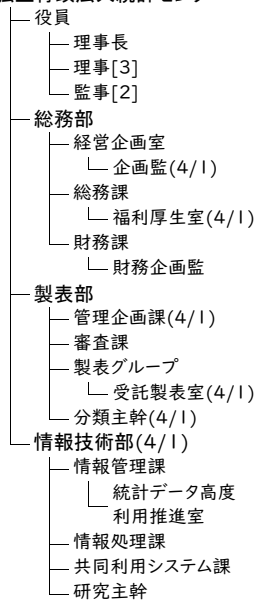 役員
理事長
理事[3]
監事[2]
総務部
経営企画室
企画監(4/1)
総務課
福利厚生室(4/1)
財務課
財務企画監
製表部
管理企画課(4/1)
審査課
製表グループ
受託製表室(4/1)
分類主幹(4/1)
情報技術部(4/1)
情報管理課
統計データ高度
利用推進室
情報処理課
共同利用システム課
研究主幹